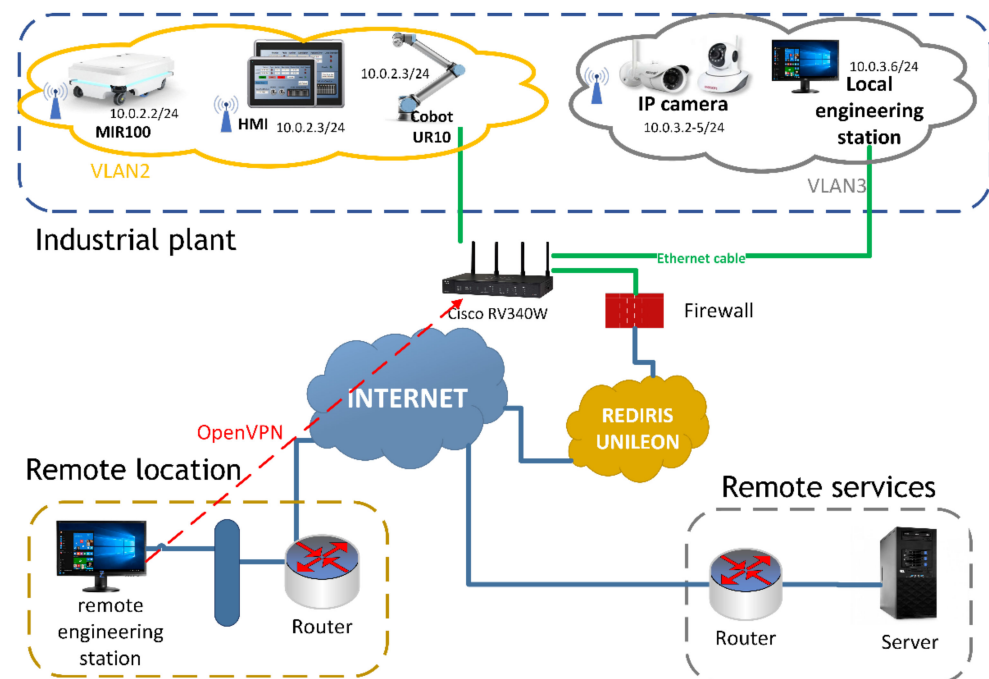 10.0.2.3/24
10.0.3.6/24
Local
engineering
station
IP camera
10.0.3.2-5/24
10.0.2.2/24
MIR100
HMI
10.0.2.3/24
Cobot
UR10
VLAN2
VLAN3
Industrial plant
Ethernet cable
Cisco RV340W
Firewall
iNTERNET
REDIRIS
UNILEON
OpenVPN
Remote location
Remote services
remote
engineering
station
Router
Router
Server